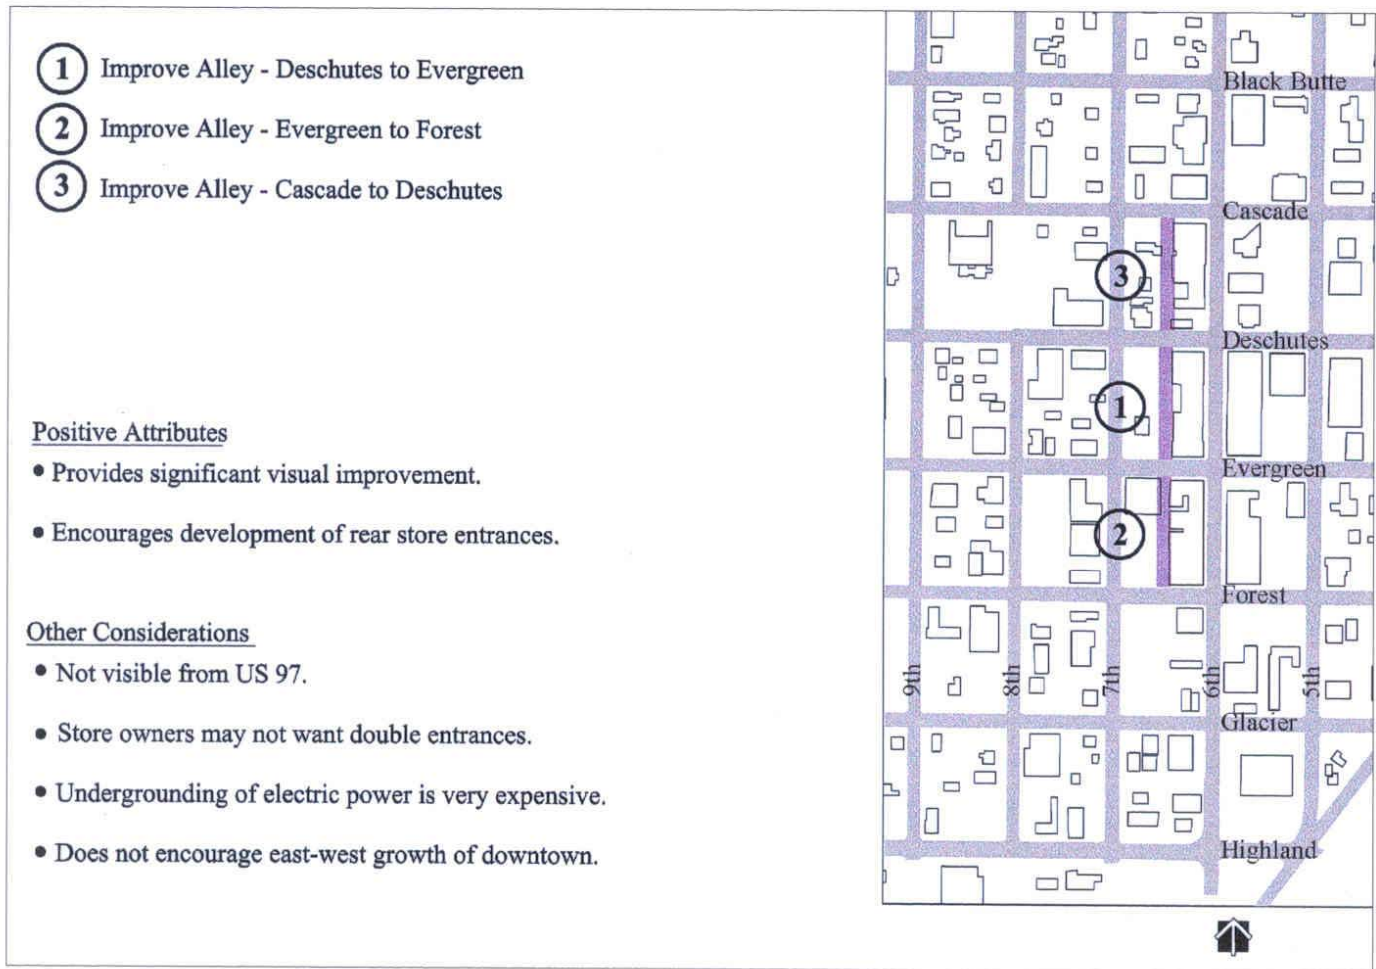 1 Improve Alley - Deschutes to Evergreen
2 Improve Alley - Evergreen to Forest
3 Improve Alley - Cascade to Deschutes
Positive Attributes
• Provides significant visual improvement.
• Encourages development of rear store entrances.
Other Considerations
• Not visible from US 97.
• Store owners may not want double entrances.
• Undergrounding of electric power is very expensive.
• Does not encourage east-west growth of downtown.
Black Butte
Cascade
3
Deschutes
1
Evergreen
2
Forest
9th
8th
7th
6th
5th
Glacier
Highland